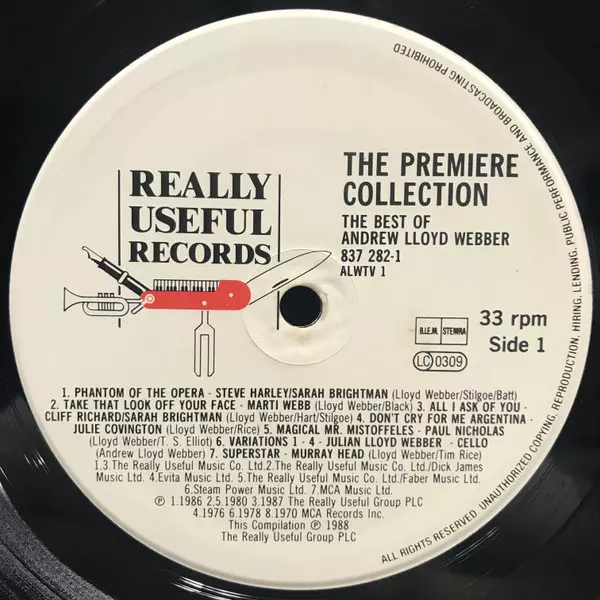 REALLY
USEFUL
RECORDS
THE PREMIERE
COLLECTION
THE BEST OF
ANDREW LLOYD WEBBER
837 282-1
ALWTV 1
B.I.E.M. STEMRA
33 rpm
LC 0309
Side 1
1. PHANTOM OF THE OPERA - STEVE HARLEY/SARAH BRIGHTMAN (Lloyd Webber/Stilgoe/Batt)
2. TAKE THAT LOOK OFF YOUR FACE - MARTI WEBB (Lloyd Webber/Black) 3. ALL I ASK OF YOU -
CLIFF RICHARD/SARAH BRIGHTMAN (Lloyd Webber/Hart/Stilgoe) 4. DON'T CRY FOR ME ARGENTINA -
JULIE COVINGTON (Lloyd Webber/Rice) 5. MAGICAL MR. MISTOFFELES - PAUL NICHOLAS
(Lloyd Webber/T. S. Elliot) 6. VARIATIONS 1 - 4 - JULIAN LLOYD WEBBER - CELLO
(Andrew Lloyd Webber) 7. SUPERSTAR - MURRAY HEAD (Lloyd Webber/Tim Rice)
1.3.The Really Useful Music Co. Ltd.2.The Really Useful Music Co. Ltd./Dick James
Music Ltd. 4.Evita Music Ltd. 5.The Really Useful Music Co. Ltd./Faber Music Ltd.
6.Steam Power Music Ltd. 7.MCA Music Ltd.
℗ 1.1986 2,5.1980 3.1987 The Really Useful Group PLC
4.1976 6.1978 8.1970 MCA Records Inc.
This Compilation ℗ 1988
The Really Useful Group PLC
ALL RIGHTS RESERVED. UNAUTHORIZED COPYING, REPRODUCTION, HIRING, LENDING, PUBLIC PERFORMANCE AND BROADCASTING PROHIBITED